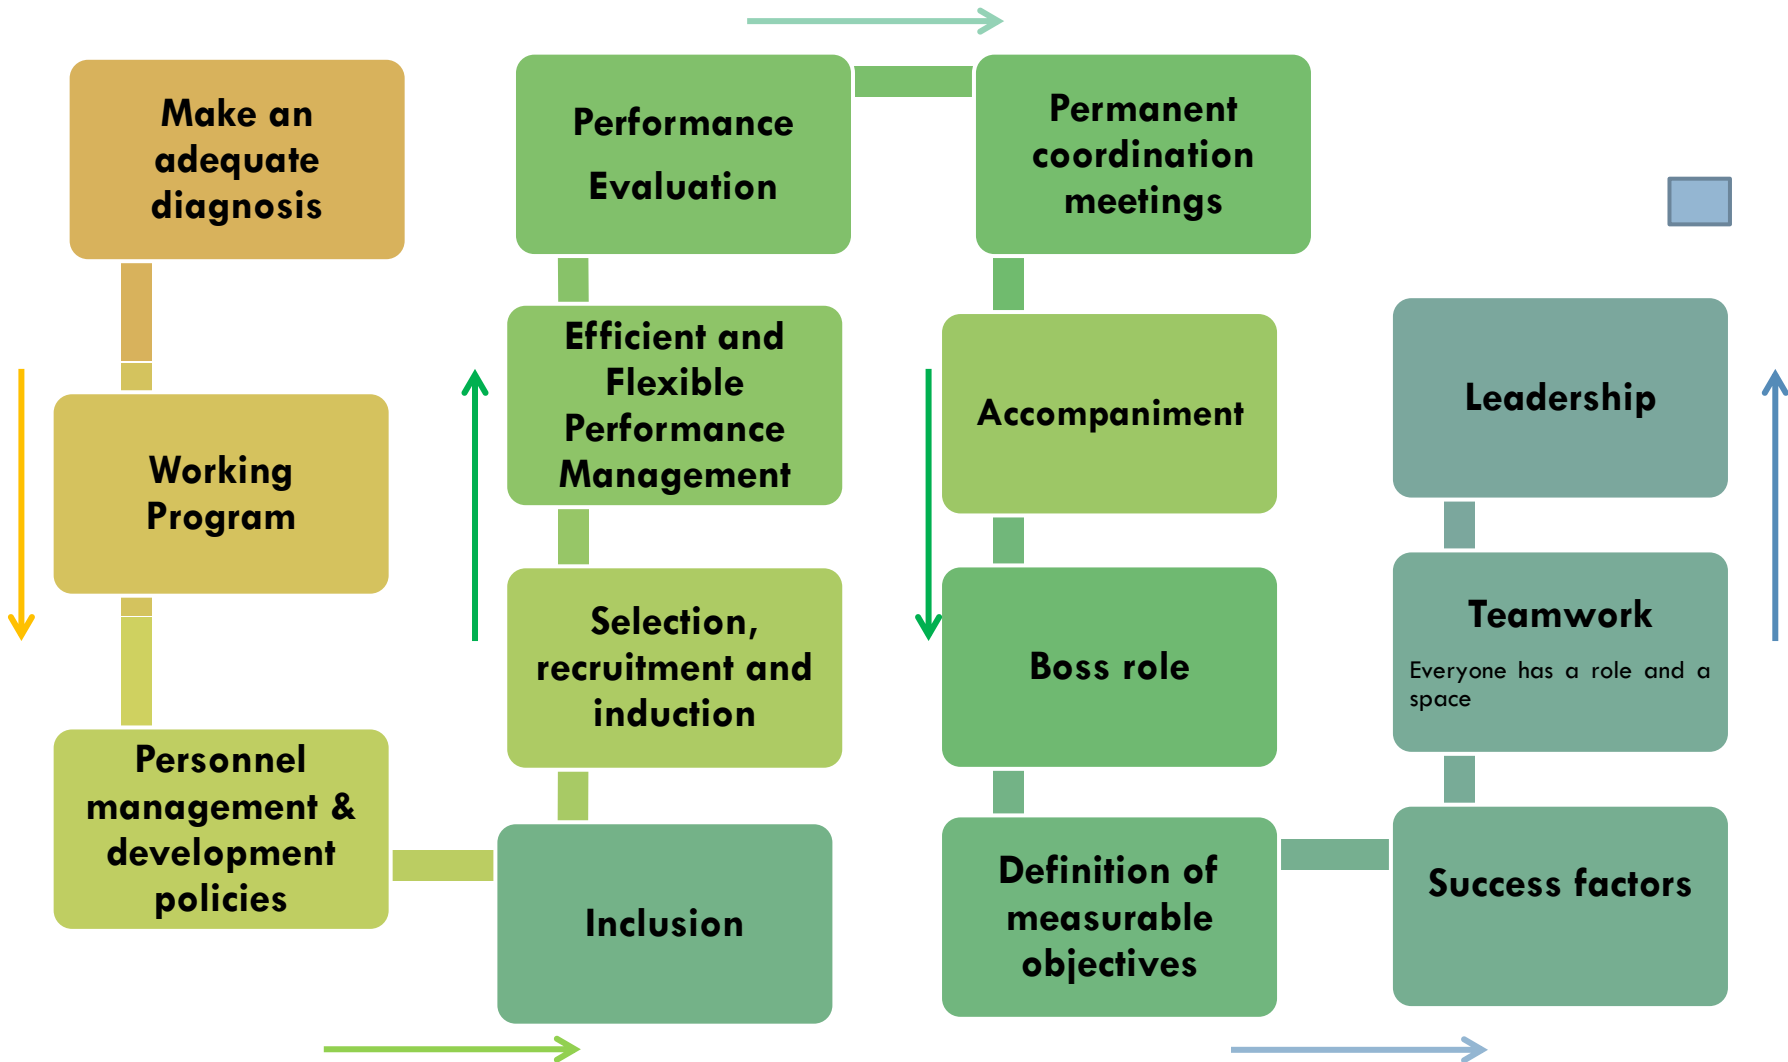 Make an
adequate
diagnosis
Working
Program
Personnel
management &
development
policies
Inclusion
Selection,
recruitment and
induction
Efficient and
Flexible
Performance
Management
Performance
Evaluation
Permanent
coordination
meetings
Accompaniment
Boss role
Definition of
measurable
objectives
Success factors
Teamwork
Everyone has a role and a
space
Leadership